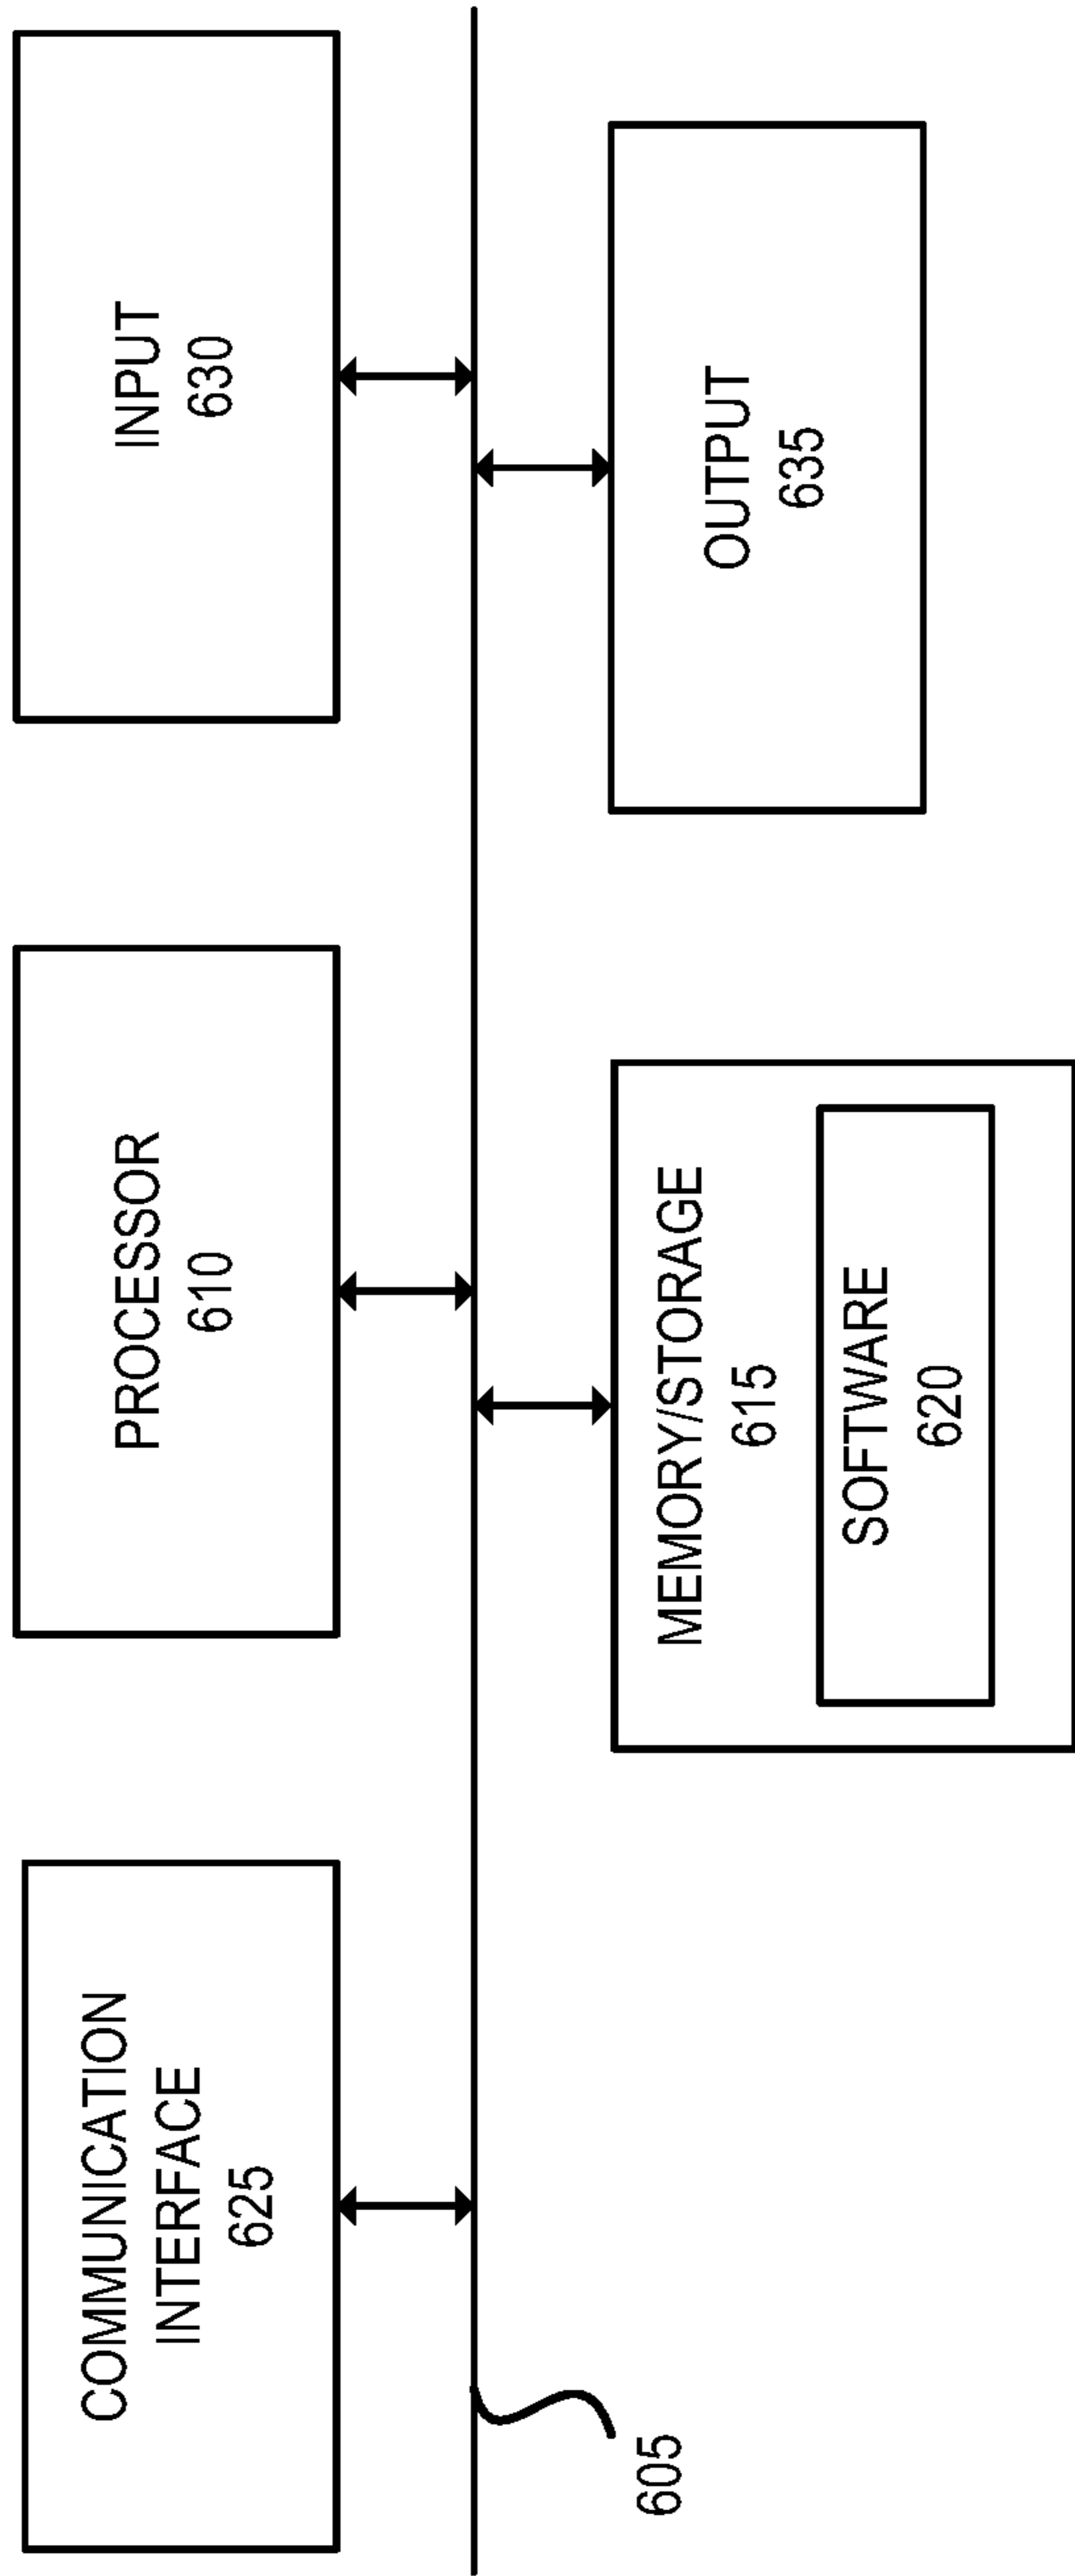 COMMUNICATION
INTERFACE
625
PROCESSOR
610
INPUT
630
605
MEMORY/STORAGE
615
SOFTWARE
620
OUTPUT
635